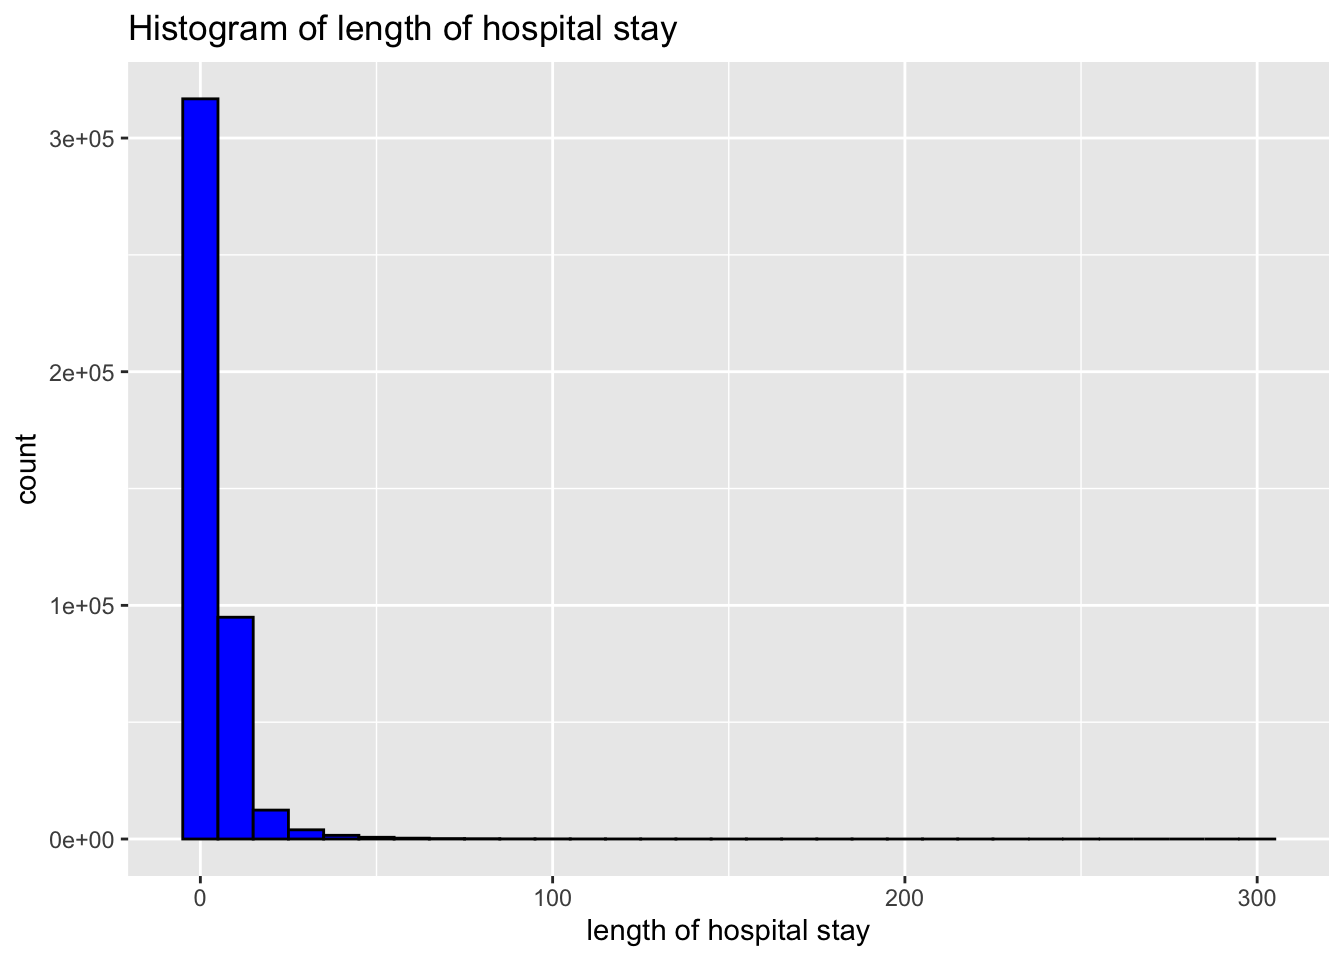 Histogram of length of hospital stay
3e+05
2e+05
1e+05
0e+00
count
0 100 200 300
length of hospital stay